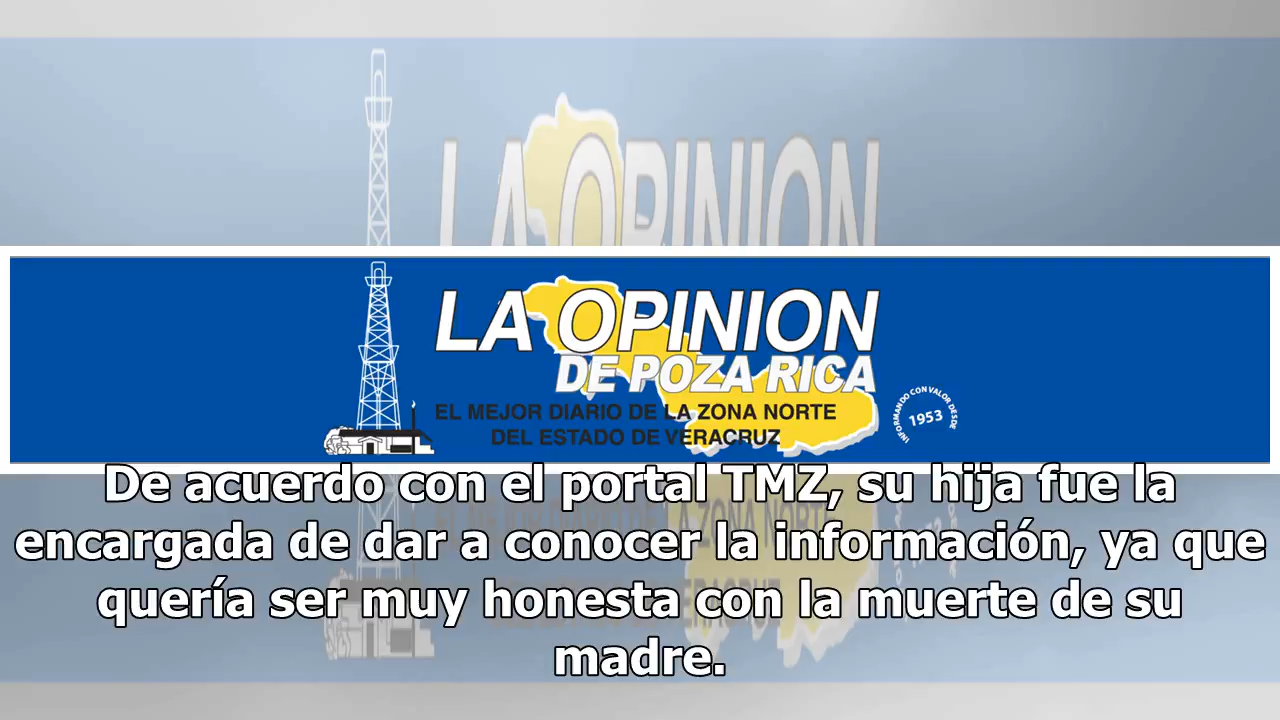 LA OPINION
LA OPINION
DE POZA RICA
EL MEJOR DIARIO DE LA ZONA NORTE
DEL ESTADO DE VERACRUZ
INFORMANDO CON VALOR DESDE
1953
De acuerdo con el portal TMZ, su hija fue la
encargada de dar a conocer la información, ya que
quería ser muy honesta con la muerte de su
madre.